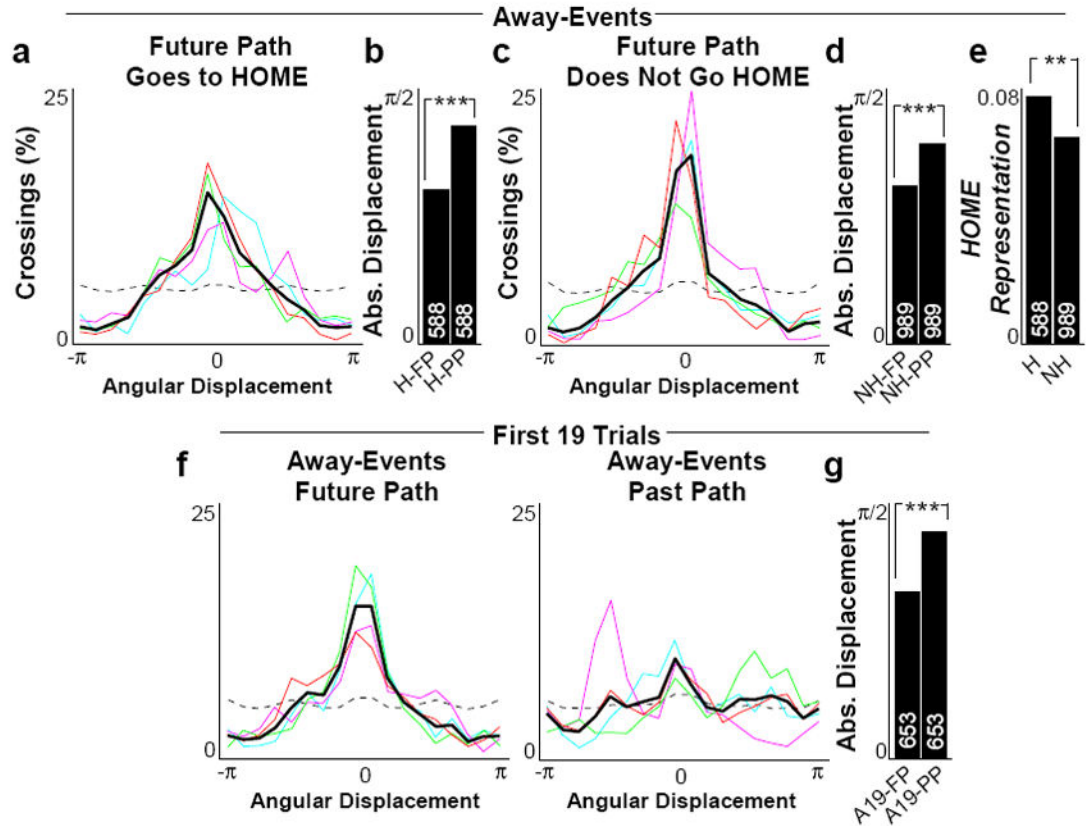 Away-Events
a
Future Path
Goes to HOME
25
Crossings (%)
0
-π
0
π
Angular Displacement
b
π/2
***
Abs. Displacement
0
588
588
H-FP
H-PP
c
Future Path
Does Not Go HOME
25
Crossings (%)
0
-π
0
π
Angular Displacement
d
π/2
***
Abs. Displacement
0
989
989
NH-FP
NH-PP
e
**
0.08
HOME
Representation
0
588
989
H
NH
First 19 Trials
f
Away-Events
Future Path
25
0
-π
0
π
Angular Displacement
Away-Events
Past Path
25
0
-π
0
π
Angular Displacement
g
π/2
***
Abs. Displacement
0
653
653
A19-FP
A19-PP